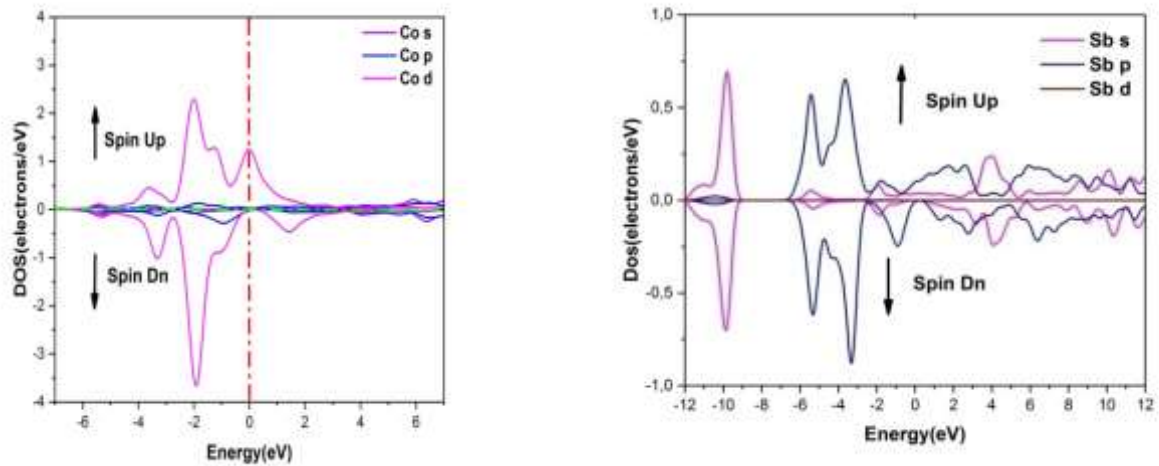 4
3
2
1
0
-1
-2
-3
-4
DOS(electrons/eV)
Co s
Co p
Co d
Spin Up
Spin Dn
-6 -4 -2 0 2 4 6
Energy(eV)
1,0
0,5
0,0
-0,5
-1,0
Dos(electrons/eV)
Sb s
Sb p
Sb d
Spin Up
Spin Dn
-12 -10 -8 -6 -4 -2 0 2 4 6 8 10 12
Energy(eV)